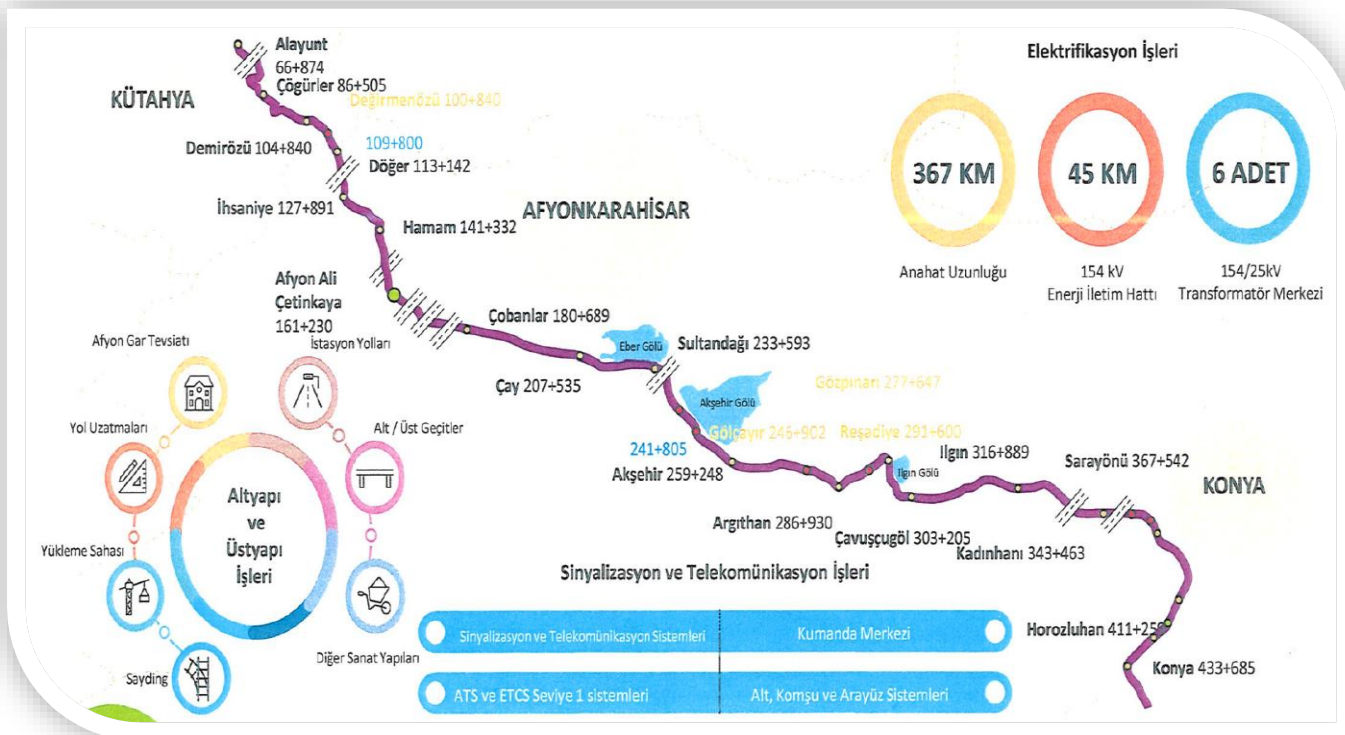 Alayunt
66+874
Çögürler 86+505
KÜTAHYA
Değirmenözü 100+840
Demirözü 104+840
109+800
Döğer 113+142
İhsaniye 127+891
AFYONKARAHİSAR
Hamam 141+332
Afyon Ali
Çetinkaya
161+230
Çobanlar 180+689
Çay 207+535
Eber Gölü
Sultandağı 233+593
Akşehir Gölü
241+805
Gölçayır 246+902
Akşehir 259+248
Gözpınarı 277+647
Argıthan 286+930
Reşadiye 291+600
Çavuşçugöl 303+205
Ilgın Gölü
Ilgın 316+889
Kadınhanı 343+463
Sarayönü 367+542
KONYA
Horozluhan 411+259
Konya 433+685
Elektrifikasyon İşleri
367 KM
45 KM
6 ADET
Anahat Uzunluğu
154 kV
Enerji İletim Hattı
154/25kV
Transformatör Merkezi
Afyon Gar Tevsiatı
İstasyon Yolları
Yol Uzatmaları
Alt / Üst Geçitler
Altyapı
ve
Üstyapı
İşleri
Yükleme Sahası
Diğer Sanat Yapıları
Sayding
Sinyalizasyon ve Telekomünikasyon İşleri
Sinyalizasyon ve Telekomünikasyon Sistemleri
Kumanda Merkezi
ATS ve ETCS Seviye 1 sistemleri
Alt, Komşu ve Arayüz Sistemleri